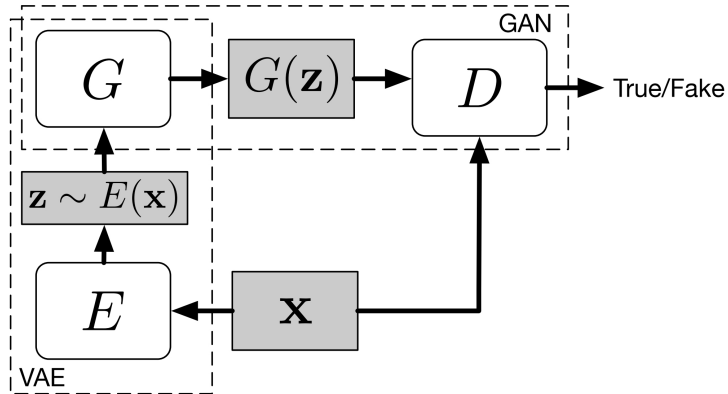 GAN
G
G(z)
D
True/Fake
z ∼ E(x)
E
x
VAE